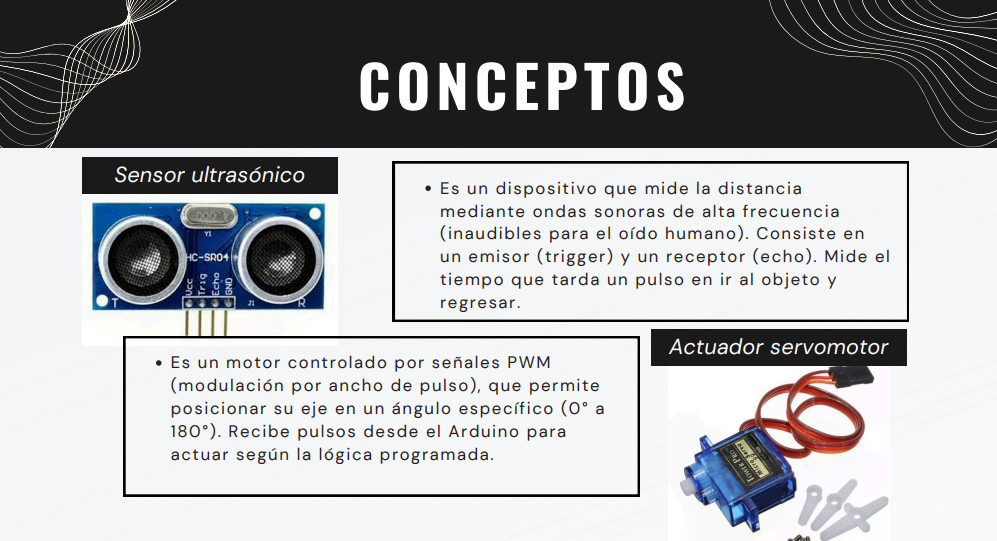 CONCEPTOS
Sensor ultrasónico
Y1
HC-SR04
Vcc
Trig
Echo
GND
T
J1
R
• Es un dispositivo que mide la distancia
mediante ondas sonoras de alta frecuencia
(inaudibles para el oído humano). Consiste en
un emisor (trigger) y un receptor (echo). Mide el
tiempo que tarda un pulso en ir al objeto y
regresar.
Actuador servomotor
Tower Pro
• Es un motor controlado por señales PWM
(modulación por ancho de pulso), que permite
posicionar su eje en un ángulo específico (0° a
180°). Recibe pulsos desde el Arduino para
actuar según la lógica programada.